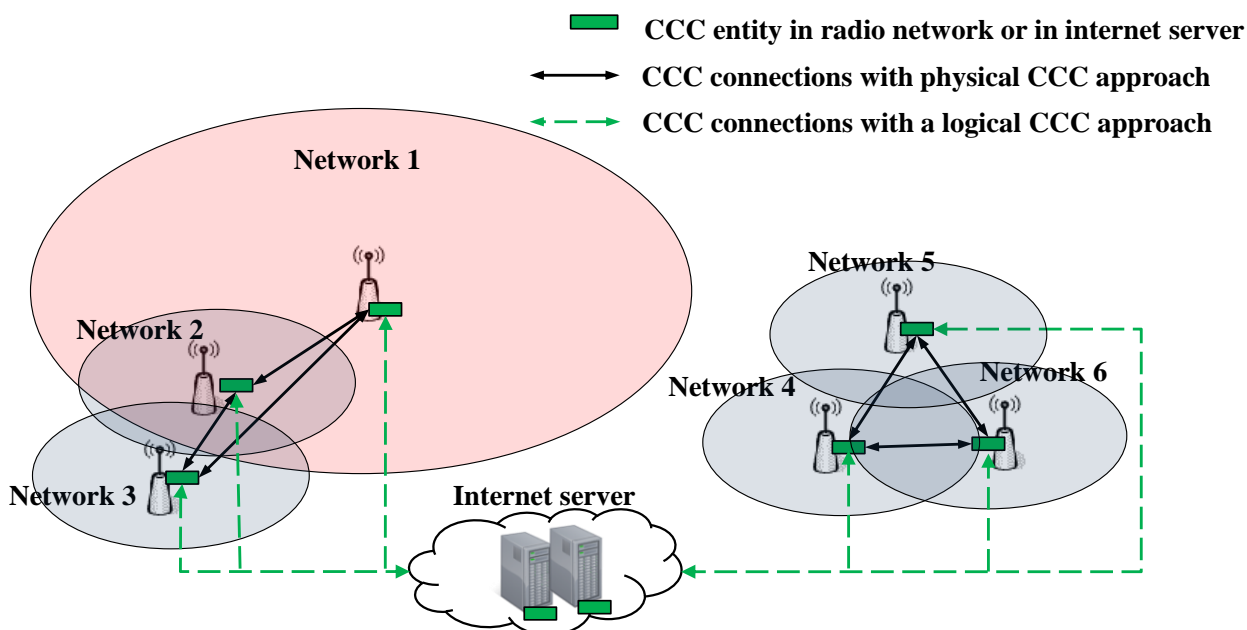 CCC entity in radio network or in internet server
CCC connections with physical CCC approach
CCC connections with a logical CCC approach
Network 1
Network 5
Network 2
Network 4
Network 6
Network 3
Internet server